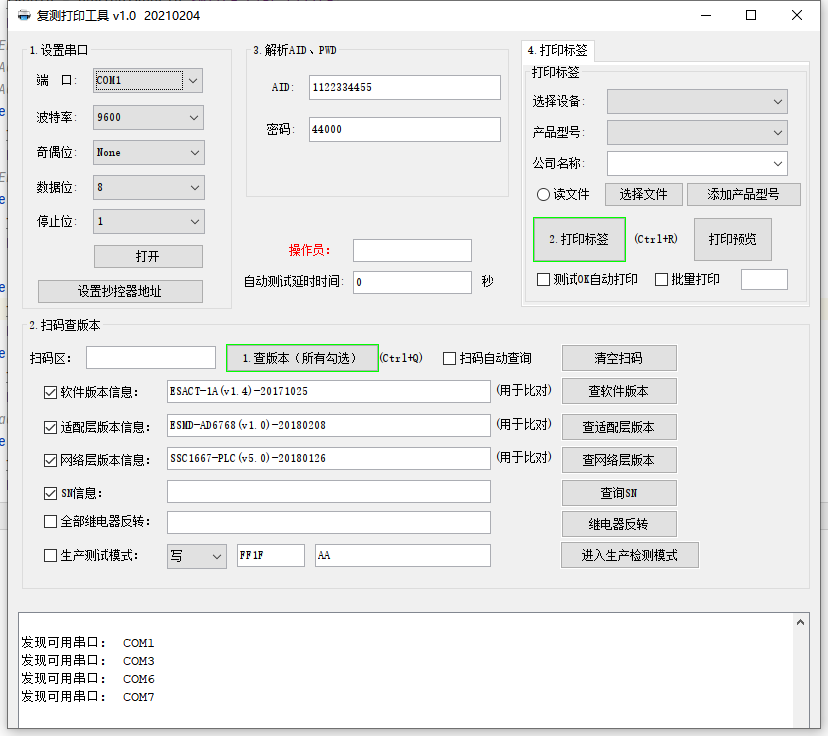 复测打印工具 v1.0 20210204
1. 设置串口
端 口: COM1
波特率: 9600
奇偶位: None
数据位: 8
停止位: 1
打开
设置抄控器地址
3. 解析AID、PWD
AID: 1122334455
密码: 44000
操作员:
自动测试延时时间: 0 秒
4. 打印标签
打印标签
选择设备:
产品型号:
公司名称:
读文件 选择文件 添加产品型号
2. 打印标签 (Ctrl+R) 打印预览
测试OK自动打印 批量打印
2. 扫码查版本
扫码区: 1. 查版本（所有勾选） (Ctrl+Q) 扫码自动查询 清空扫码
软件版本信息: ESACT-1A(v1.4)-20171025 (用于比对) 查软件版本
适配层版本信息: ESMD-AD6768(v1.0)-20180208 (用于比对) 查适配层版本
网络层版本信息: SSC1667-PLC(v5.0)-20180126 (用于比对) 查网络层版本
SN信息: 查询SN
全部继电器反转: 继电器反转
生产测试模式: 写 FF1F AA 进入生产检测模式
发现可用串口: COM1
发现可用串口: COM3
发现可用串口: COM6
发现可用串口: COM7